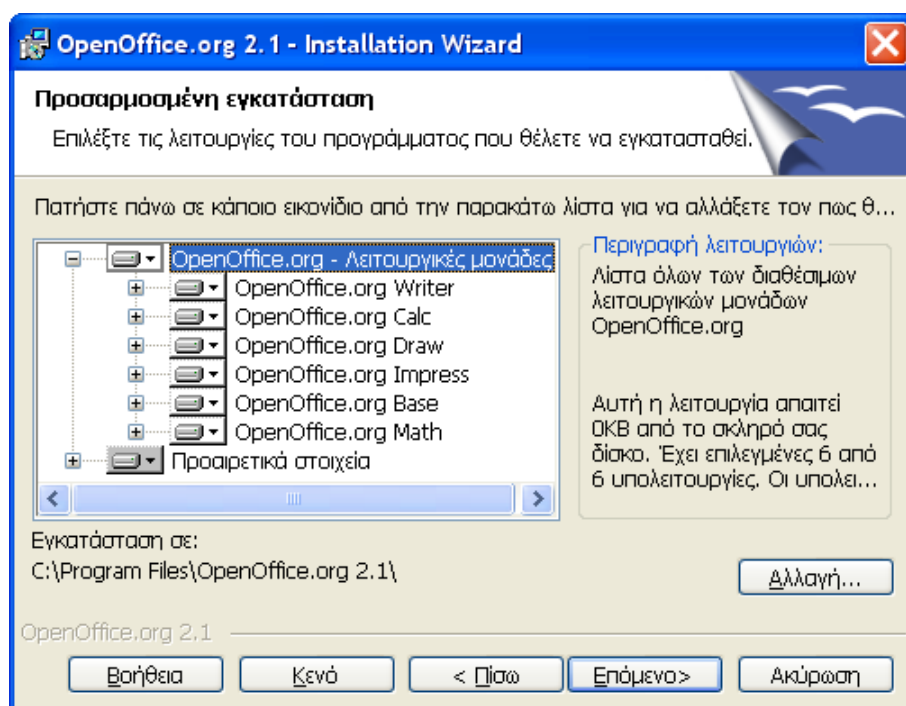 OpenOffice.org 2.1 - Installation Wizard
Προσαρμοσμένη εγκατάσταση
Επιλέξτε τις λειτουργίες του προγράμματος που θέλετε να εγκατασταθεί.
Πατήστε πάνω σε κάποιο εικονίδιο από την παρακάτω λίστα για να αλλάξετε τον πως θ...
OpenOffice.org - Λειτουργικές μονάδες
OpenOffice.org Writer
OpenOffice.org Calc
OpenOffice.org Draw
OpenOffice.org Impress
OpenOffice.org Base
OpenOffice.org Math
Προαιρετικά στοιχεία
Περιγραφή λειτουργιών:
Λίστα όλων των διαθέσιμων
λειτουργικών μονάδων
OpenOffice.org
Αυτή η λειτουργία απαιτεί
0KB από το σκληρό σας
δίσκο. Έχει επιλεγμένες 6 από
6 υπολειτουργίες. Οι υπολει...
Εγκατάσταση σε:
C:\Program Files\OpenOffice.org 2.1\
Αλλαγή...
OpenOffice.org 2.1
Βοήθεια
Κενό
< Πίσω
Επόμενο>
Ακύρωση